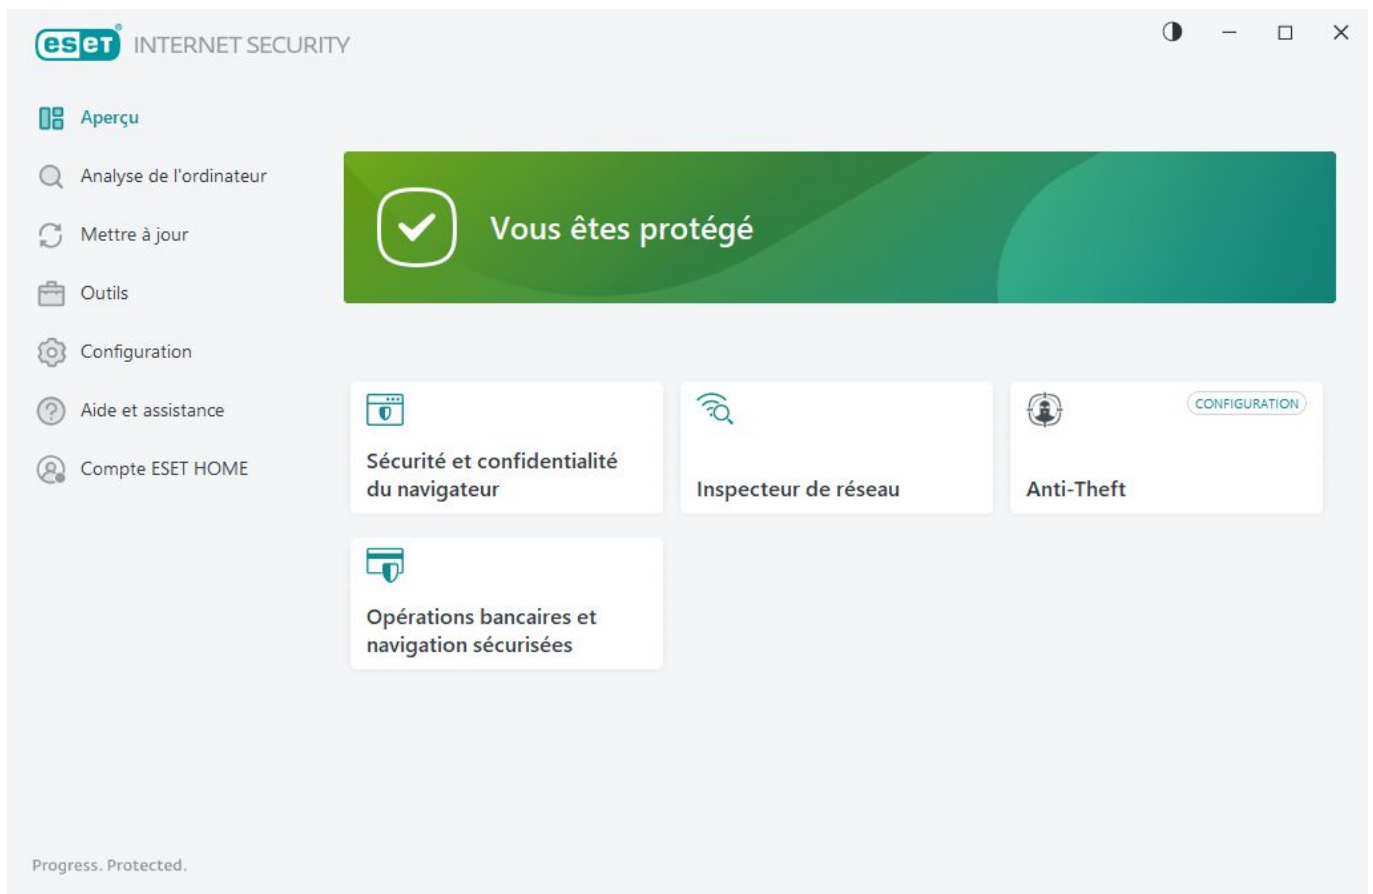 eset® INTERNET SECURITY
Aperçu
Analyse de l'ordinateur
Mettre à jour
Outils
Configuration
Aide et assistance
Compte ESET HOME
Vous êtes protégé
Sécurité et confidentialité
du navigateur
Inspecteur de réseau
CONFIGURATION
Anti-Theft
Opérations bancaires et
navigation sécurisées
Progress. Protected.